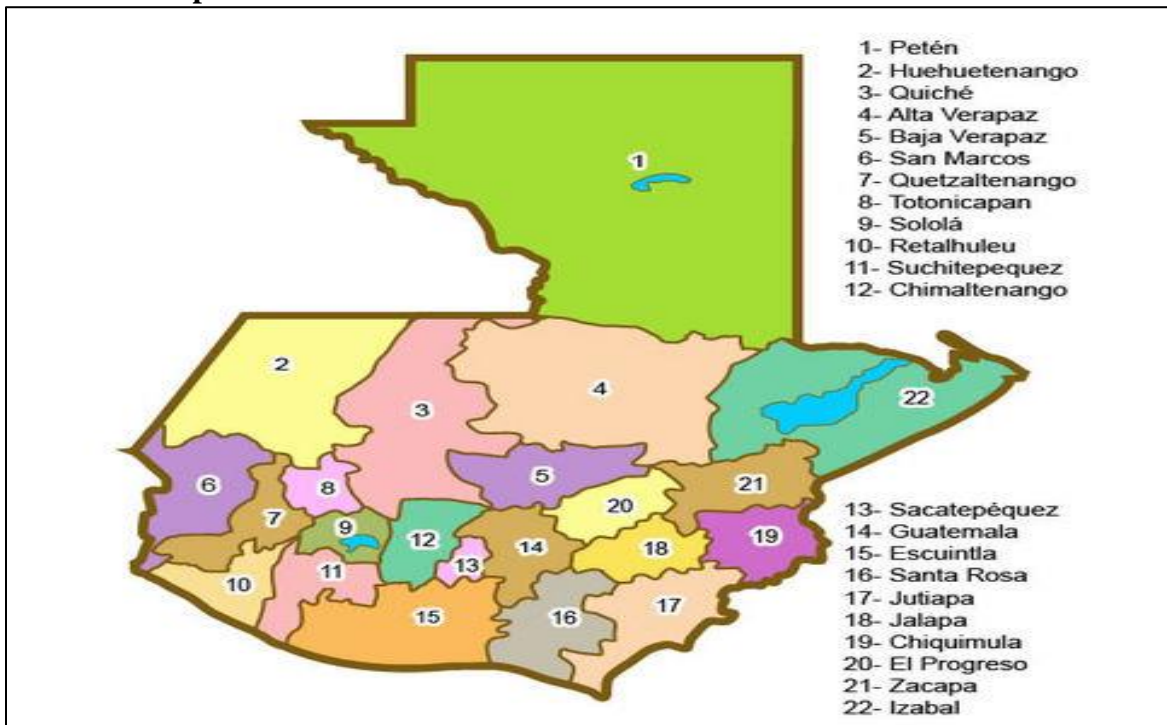 1- Petén
2- Huehuetenango
3- Quiché
4- Alta Verapaz
5- Baja Verapaz
6- San Marcos
7- Quetzaltenango
8- Totonicapan
9- Sololá
10- Retalhuleu
11- Suchitepequez
12- Chimaltenango
1
2
3
4
22
5
6
8
7
20
21
9
12
14
13
18
19
10
11
15
16
17
13- Sacatepéquez
14- Guatemala
15- Escuintla
16- Santa Rosa
17- Jutiapa
18- Jalapa
19- Chiquimula
20- El Progreso
21- Zacapa
22- Izabal